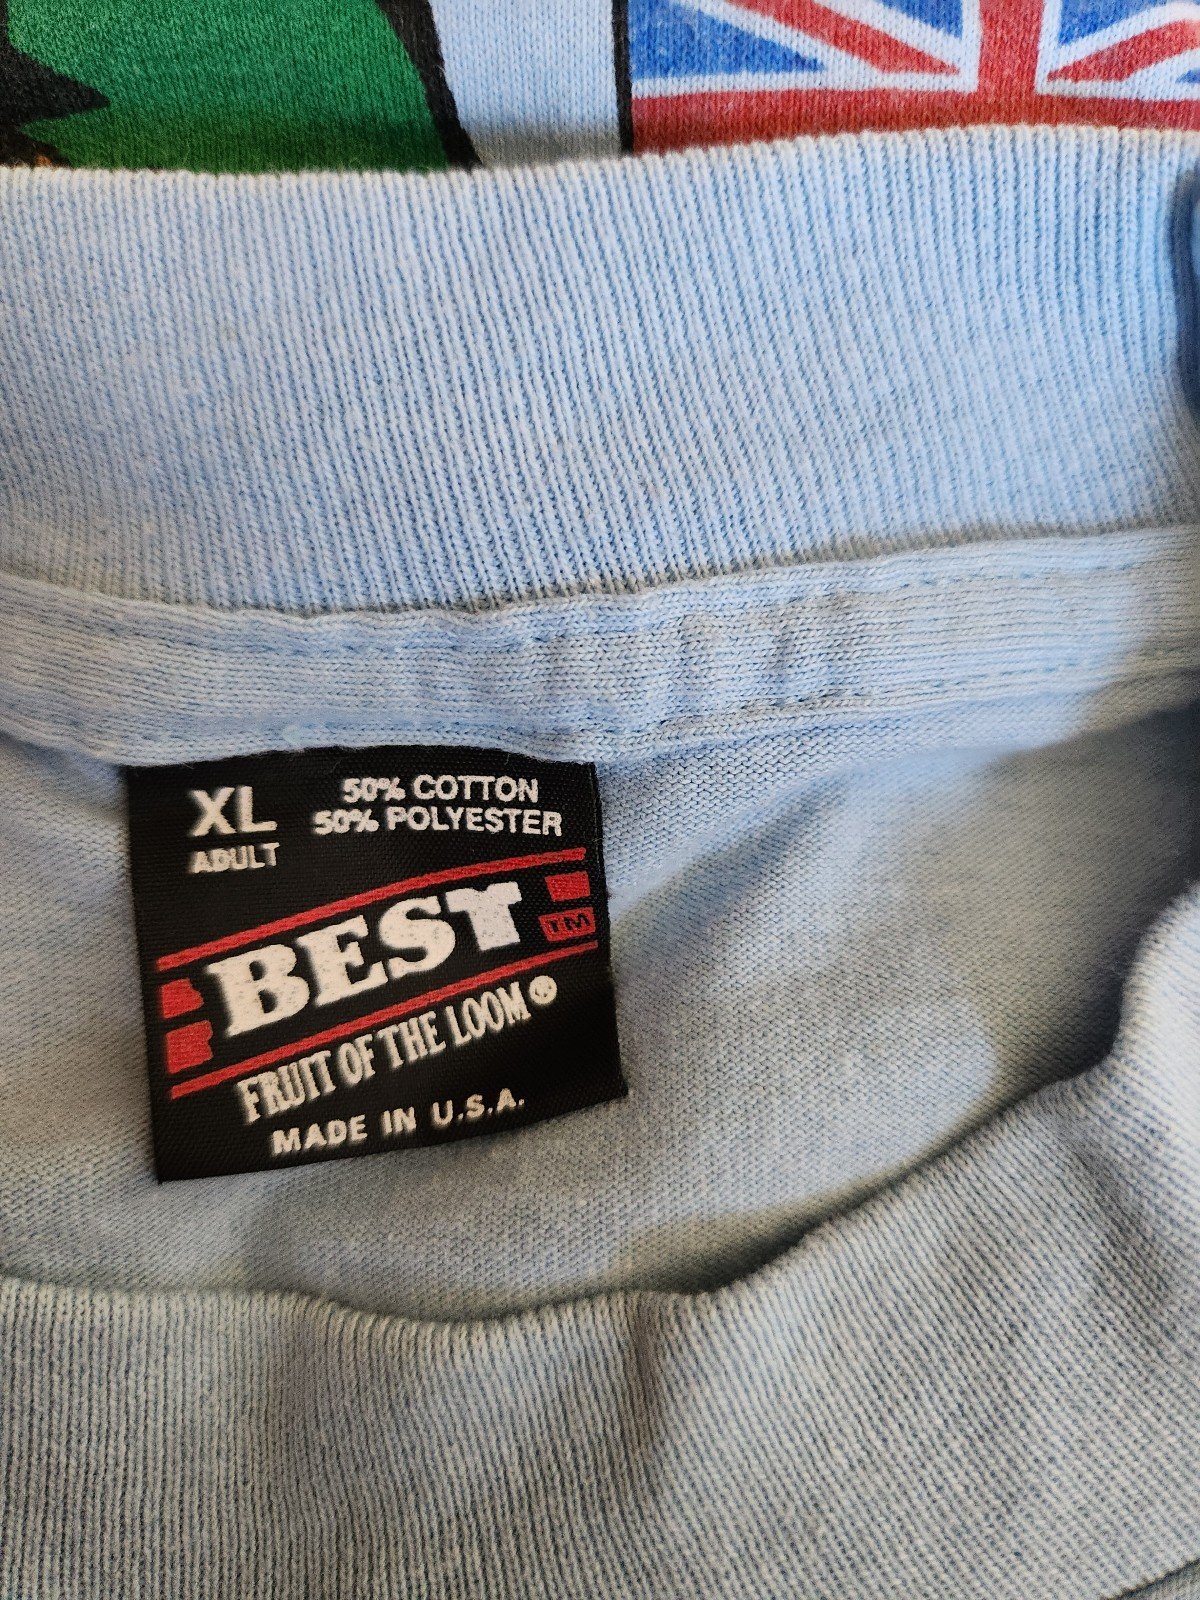 XL
ADULT
50% COTTON
50% POLYESTER
BEST TM
FRUIT OF THE LOOM®
MADE IN U.S.A.